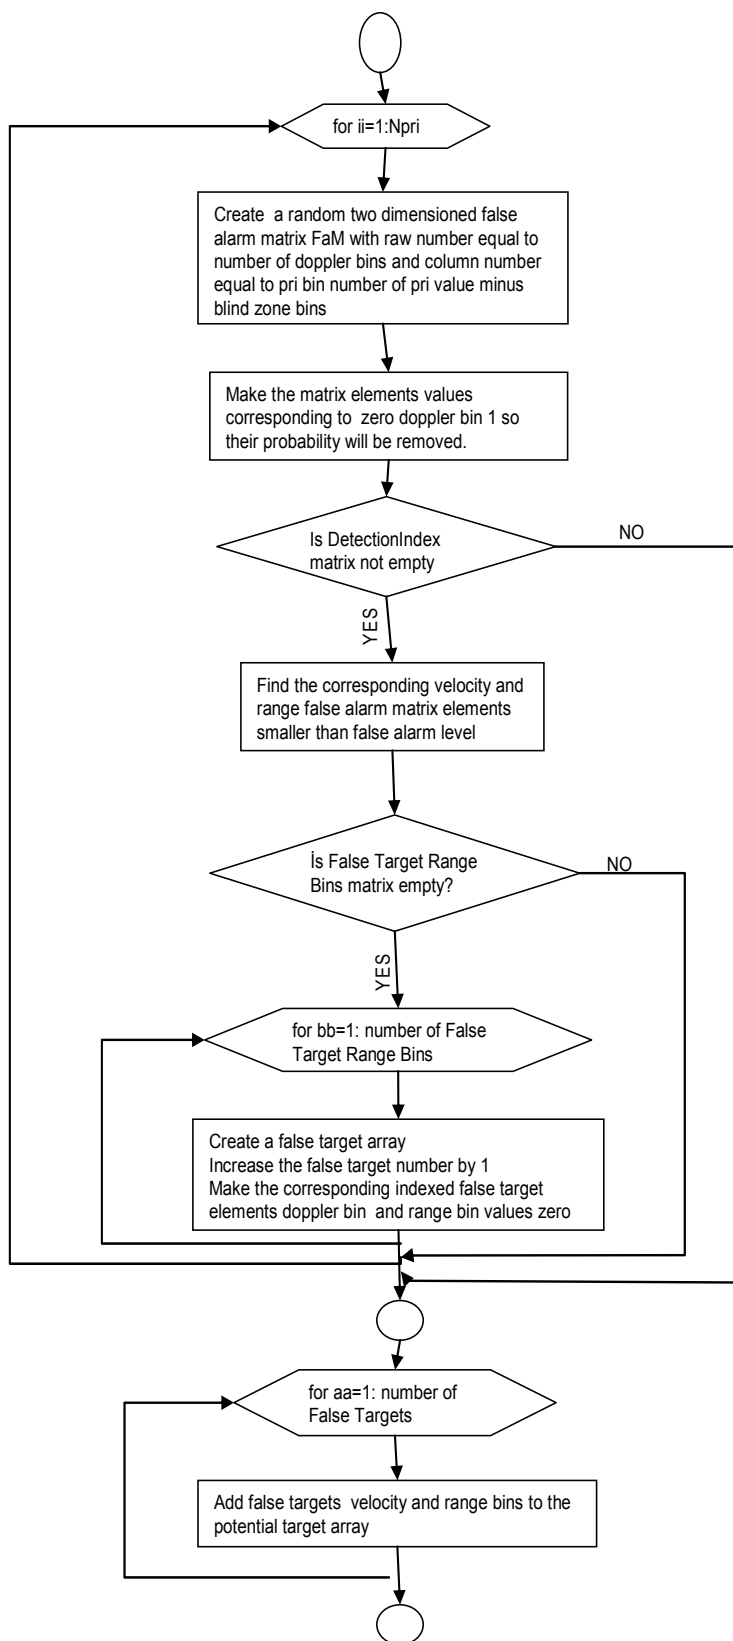 for ii=1:Npri
Create a random two dimensioned false
alarm matrix FaM with raw number equal to
number of doppler bins and column number
equal to pri bin number of pri value minus
blind zone bins
Make the matrix elements values
corresponding to zero doppler bin 1 so
their probability will be removed.
Is DetectionIndex
matrix not empty
NO
YES
Find the corresponding velocity and
range false alarm matrix elements
smaller than false alarm level
İs False Target Range
Bins matrix empty?
NO
YES
for bb=1: number of False
Target Range Bins
Create a false target array
Increase the false target number by 1
Make the corresponding indexed false target
elements doppler bin and range bin values zero
for aa=1: number of
False Targets
Add false targets velocity and range bins to the
potential target array